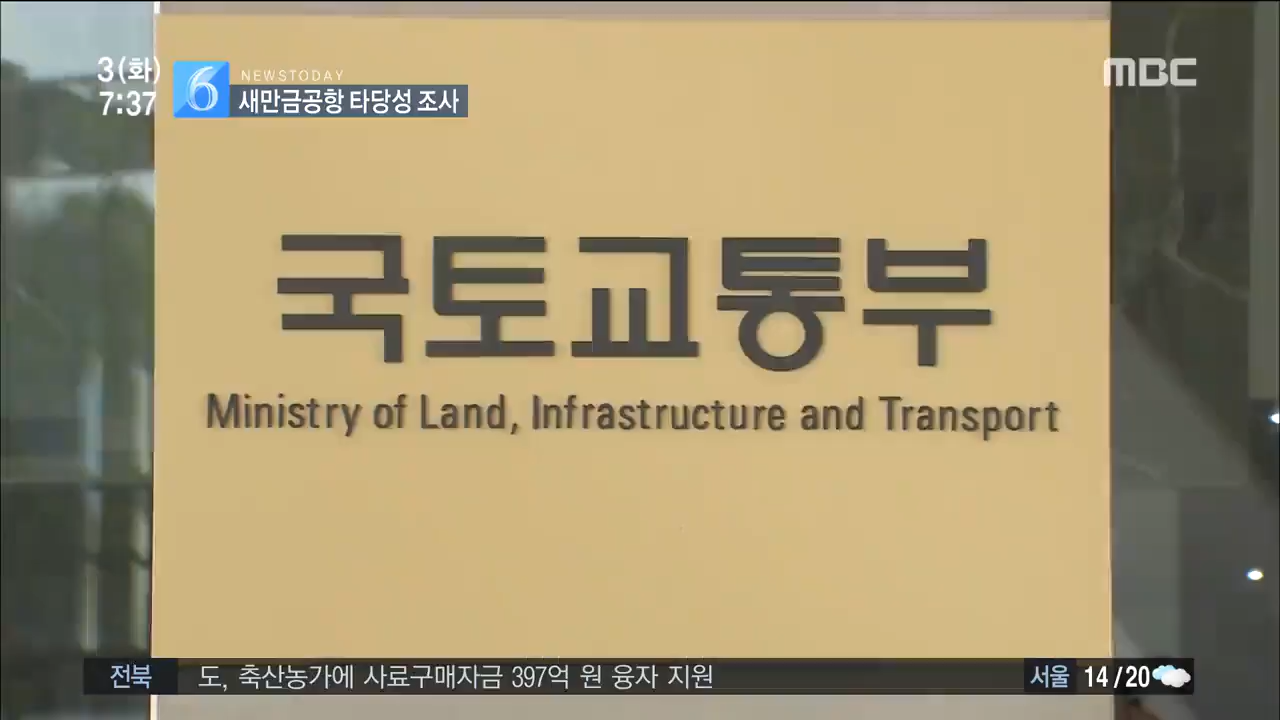 3(화)
7:37
6 NEWSTODAY
새만금공항 타당성 조사
MBC
국토교통부
Ministry of Land, Infrastructure and Transport
전북 도, 축산농가에 사료구매자금 397억 원 융자 지원
서울 14/20